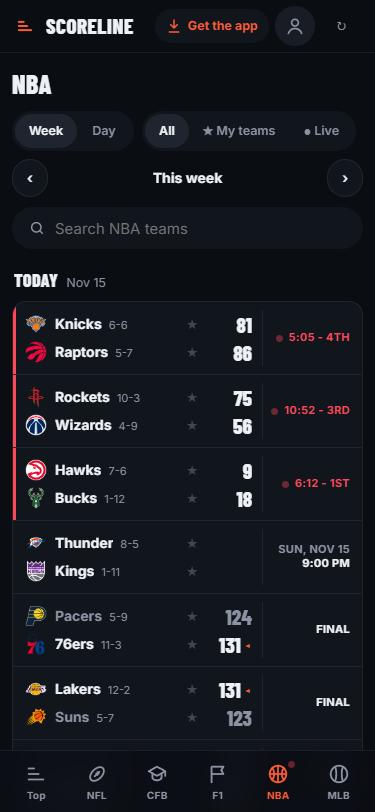 SCORELINE
Get the app
NBA
Week Day All ★ My teams ● Live
‹ This week ›
Search NBA teams
TODAY Nov 15
Knicks 6-6 ★ 81
5:05 - 4TH
Raptors 5-7 ★ 86
Rockets 10-3 ★ 75
10:52 - 3RD
Wizards 4-9 ★ 56
Hawks 7-6 ★ 9
6:12 - 1ST
Bucks 1-12 ★ 18
Thunder 8-5 ★ SUN, NOV 15
Kings 1-11 ★ 9:00 PM
Pacers 5-9 124
FINAL
76ers 11-3 ★ 131
Lakers 12-2 ★ 131
FINAL
Suns 5-7 ★ 123
Top NFL CFB F1 NBA MLB